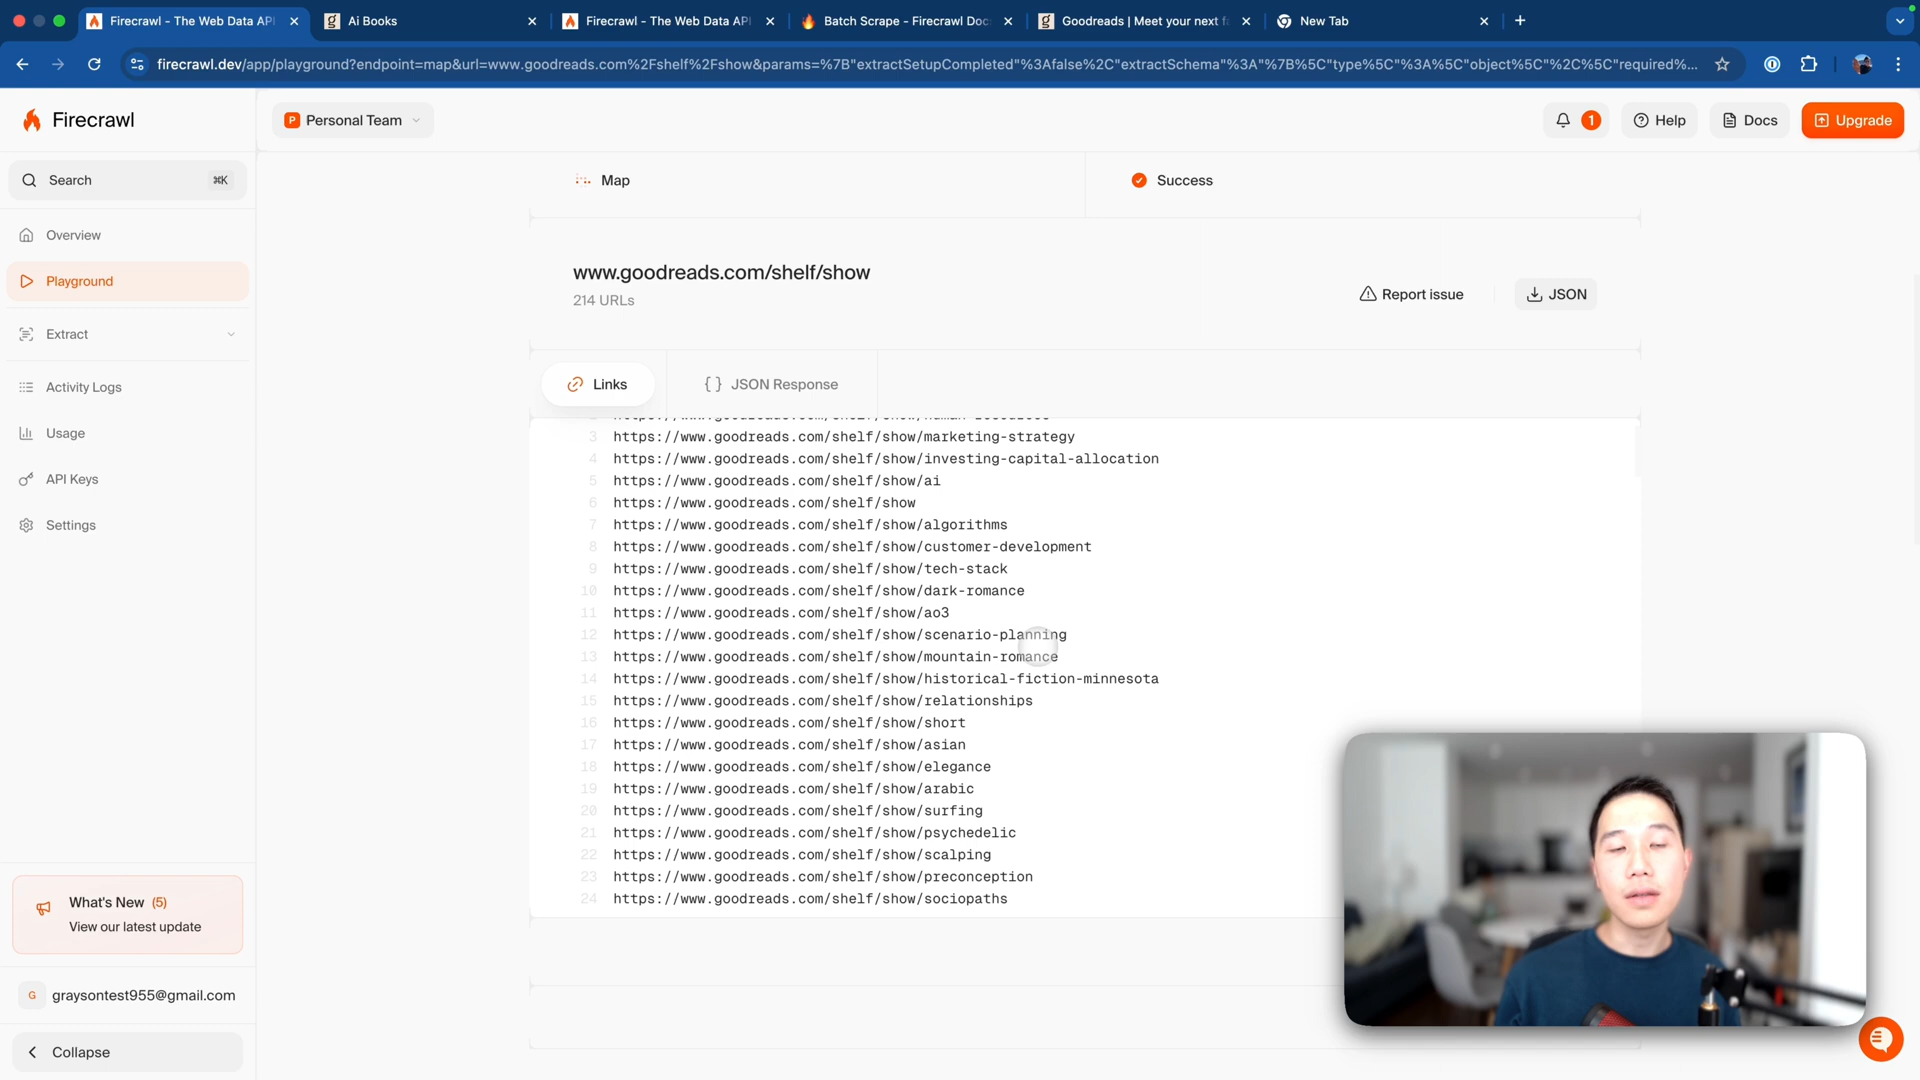 Firecrawl - The Web Data API
Ai Books
Firecrawl - The Web Data API
Batch Scrape - Firecrawl Doc
Goodreads | Meet your next f
New Tab
firecrawl.dev/app/playground?endpoint=map&url=www.goodreads.com%2Fshelf%2Fshow&params=%7B"extractSetupCompleted"%3Afalse%2C"extractSchema"%3A"%7B%5C"type%5C"%3A%5C"object%5C"%2C%5C"required%...
Firecrawl
P Personal Team
1
Help
Docs
Upgrade
Search ⌘K
Overview
Playground
Extract
Activity Logs
Usage
API Keys
Settings
What's New (5)
View our latest update
G graysontest955@gmail.com
Collapse
Map
Success
www.goodreads.com/shelf/show
214 URLs
Report issue
JSON
Links
{ } JSON Response
3 https://www.goodreads.com/shelf/show/marketing-strategy
4 https://www.goodreads.com/shelf/show/investing-capital-allocation
5 https://www.goodreads.com/shelf/show/ai
6 https://www.goodreads.com/shelf/show
7 https://www.goodreads.com/shelf/show/algorithms
8 https://www.goodreads.com/shelf/show/customer-development
9 https://www.goodreads.com/shelf/show/tech-stack
10 https://www.goodreads.com/shelf/show/dark-romance
11 https://www.goodreads.com/shelf/show/ao3
12 https://www.goodreads.com/shelf/show/scenario-planning
13 https://www.goodreads.com/shelf/show/mountain-romance
14 https://www.goodreads.com/shelf/show/historical-fiction-minnesota
15 https://www.goodreads.com/shelf/show/relationships
16 https://www.goodreads.com/shelf/show/short
17 https://www.goodreads.com/shelf/show/asian
18 https://www.goodreads.com/shelf/show/elegance
19 https://www.goodreads.com/shelf/show/arabic
20 https://www.goodreads.com/shelf/show/surfing
21 https://www.goodreads.com/shelf/show/psychedelic
22 https://www.goodreads.com/shelf/show/scalping
23 https://www.goodreads.com/shelf/show/preconception
24 https://www.goodreads.com/shelf/show/sociopaths